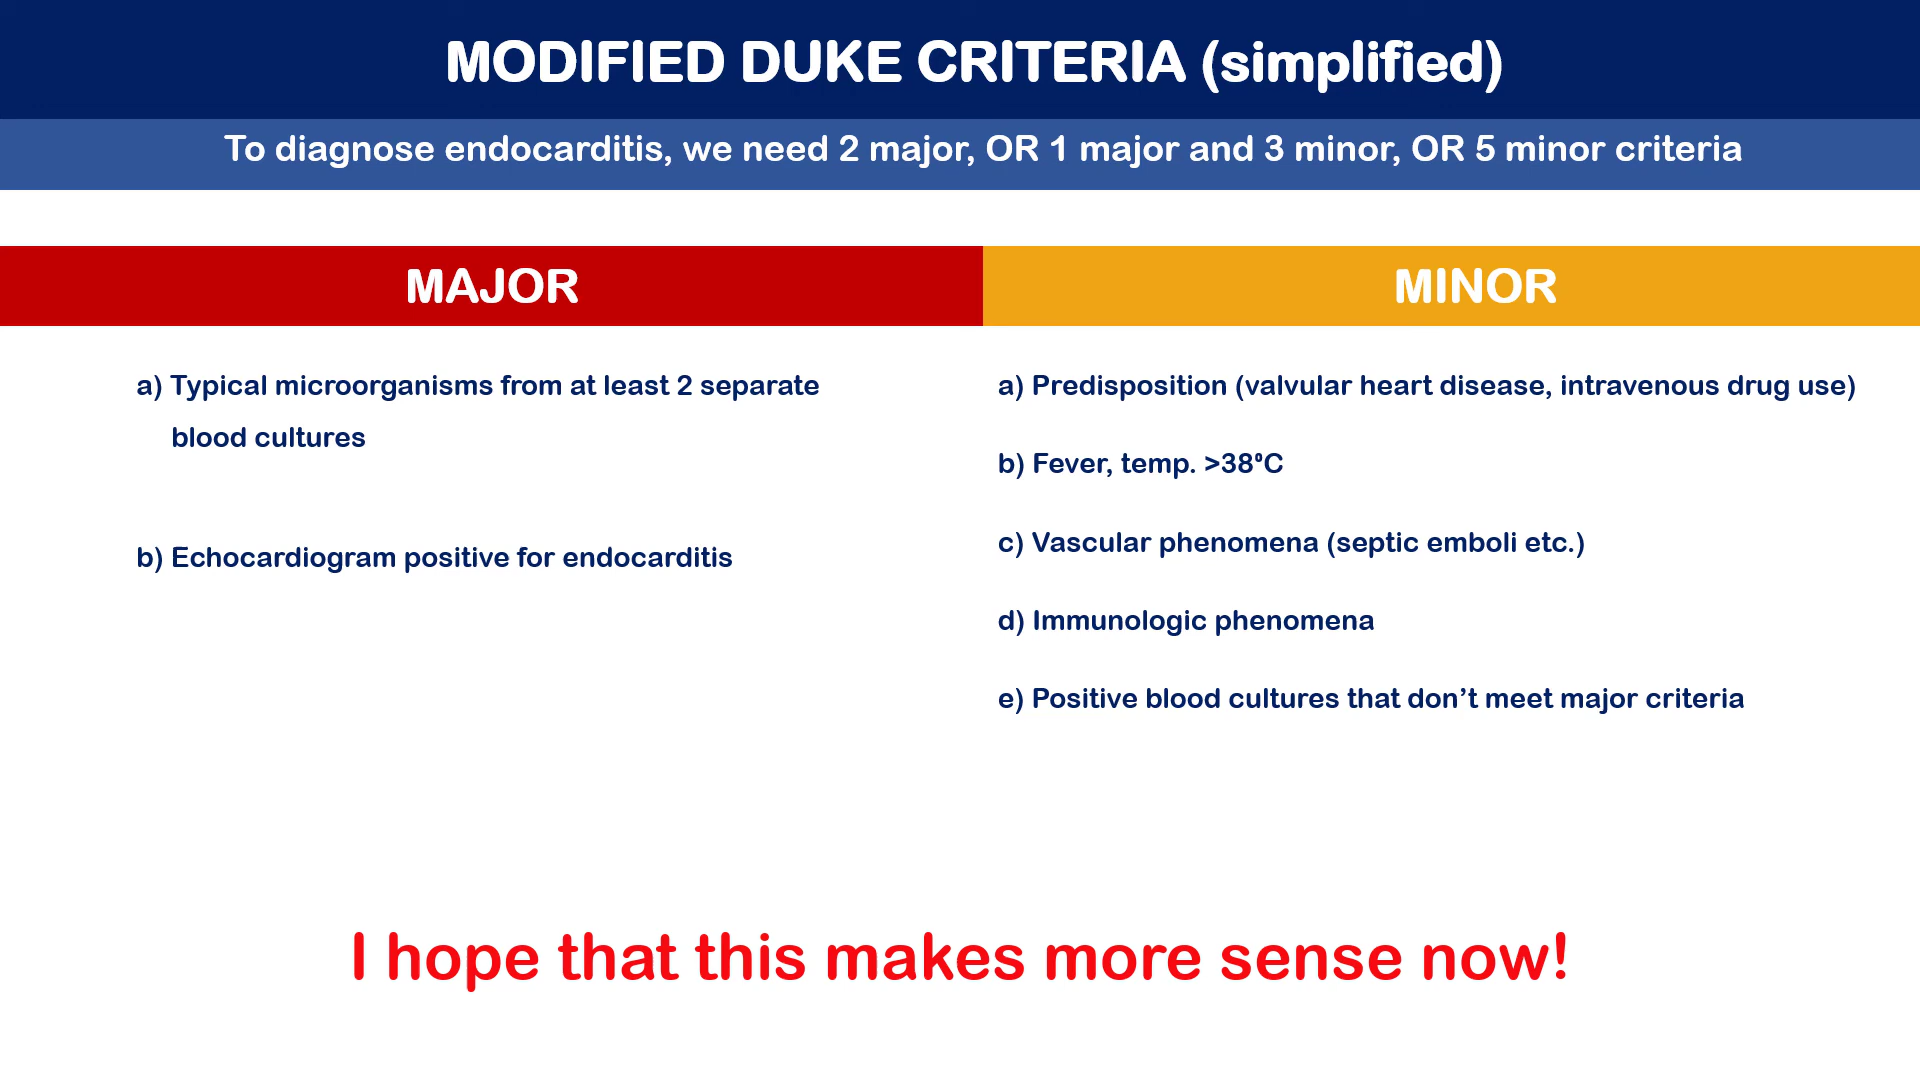 MODIFIED DUKE CRITERIA (simplified)
To diagnose endocarditis, we need 2 major, OR 1 major and 3 minor, OR 5 minor criteria
MAJOR
a) Typical microorganisms from at least 2 separate
blood cultures
b) Echocardiogram positive for endocarditis
MINOR
a) Predisposition (valvular heart disease, intravenous drug use)
b) Fever, temp. >38⁰C
c) Vascular phenomena (septic emboli etc.)
d) Immunologic phenomena
e) Positive blood cultures that don’t meet major criteria
I hope that this makes more sense now!